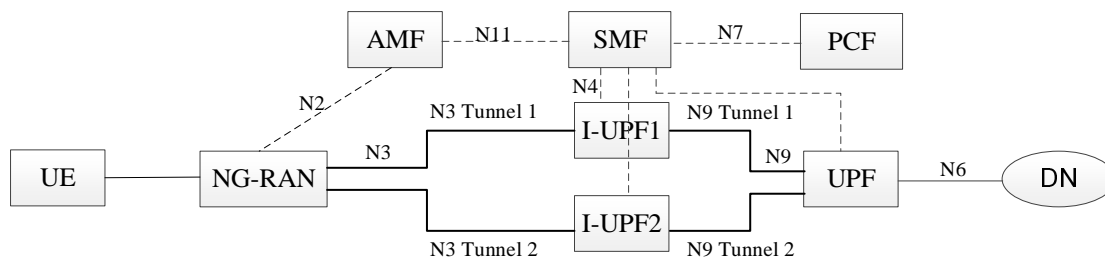 AMF
N11
SMF
N7
PCF
N2
N4
N3 Tunnel 1
I-UPF1
N9 Tunnel 1
UE
NG-RAN
N3
N9
UPF
N6
DN
I-UPF2
N3 Tunnel 2
N9 Tunnel 2